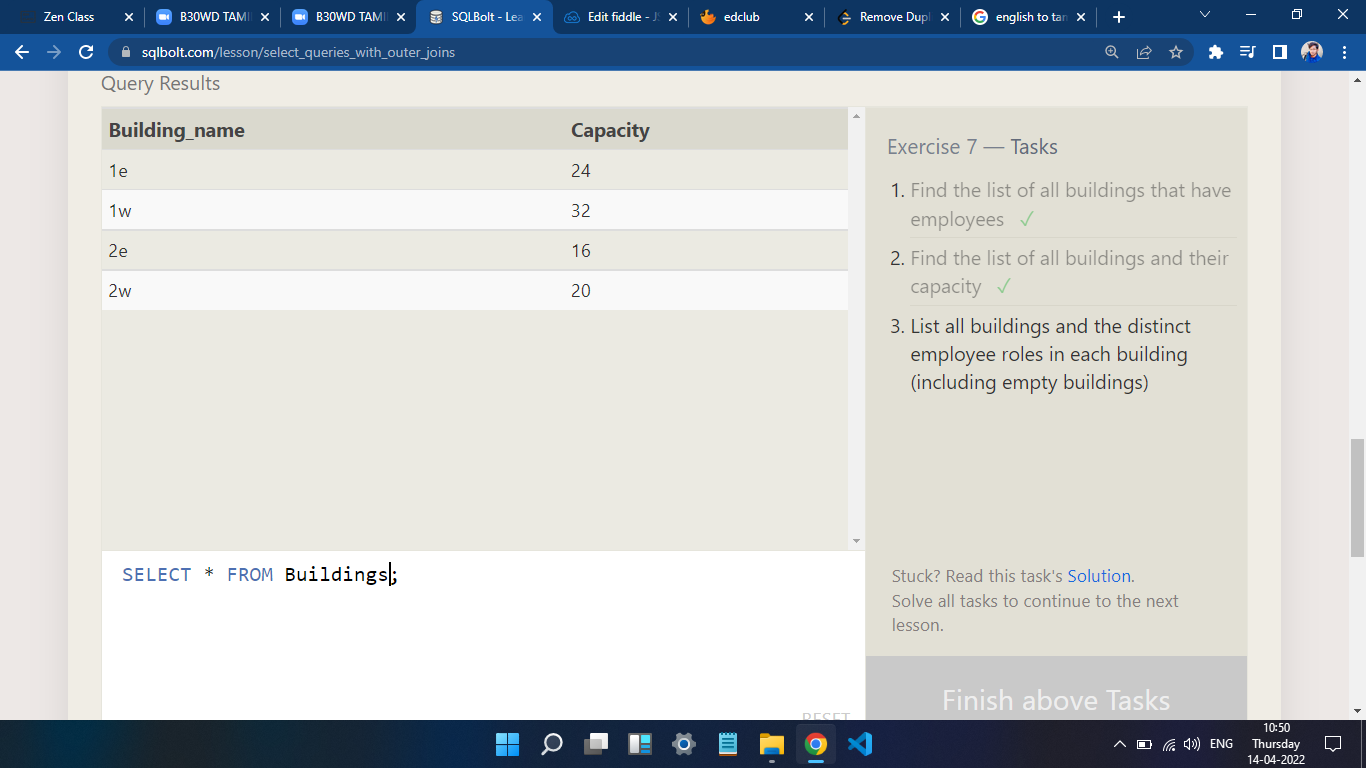 Zen Class
B30WD TAMI
B30WD TAMI
SQLBolt - Lea
Edit fiddle - JS
edclub
Remove Dupl
english to tan
sqlbolt.com/lesson/select_queries_with_outer_joins
Query Results
Building_name Capacity
1e 24
1w 32
2e 16
2w 20
Exercise 7 — Tasks
1. Find the list of all buildings that have
employees ✓
2. Find the list of all buildings and their
capacity ✓
3. List all buildings and the distinct
employee roles in each building
(including empty buildings)
SELECT * FROM Buildings;
Stuck? Read this task's Solution.
Solve all tasks to continue to the next
lesson.
RESET
Finish above Tasks
ENG
10:50
Thursday
14-04-2022